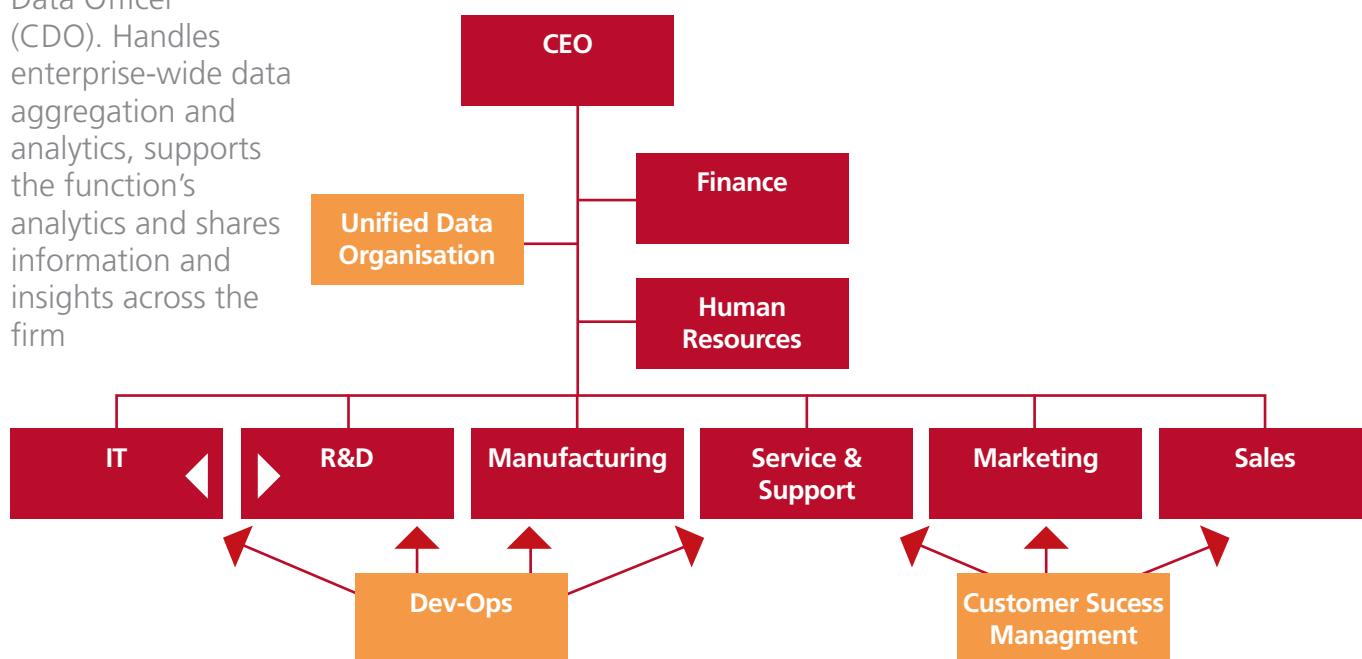 Data Officer
(CDO). Handles
enterprise-wide data
aggregation and
analytics, supports
the function’s
analytics and shares
information and
insights across the
firm
CEO
Finance
Unified Data
Organisation
Human
Resources
IT
R&D
Manufacturing
Service &
Support
Marketing
Sales
Dev-Ops
Customer Sucess
Managment